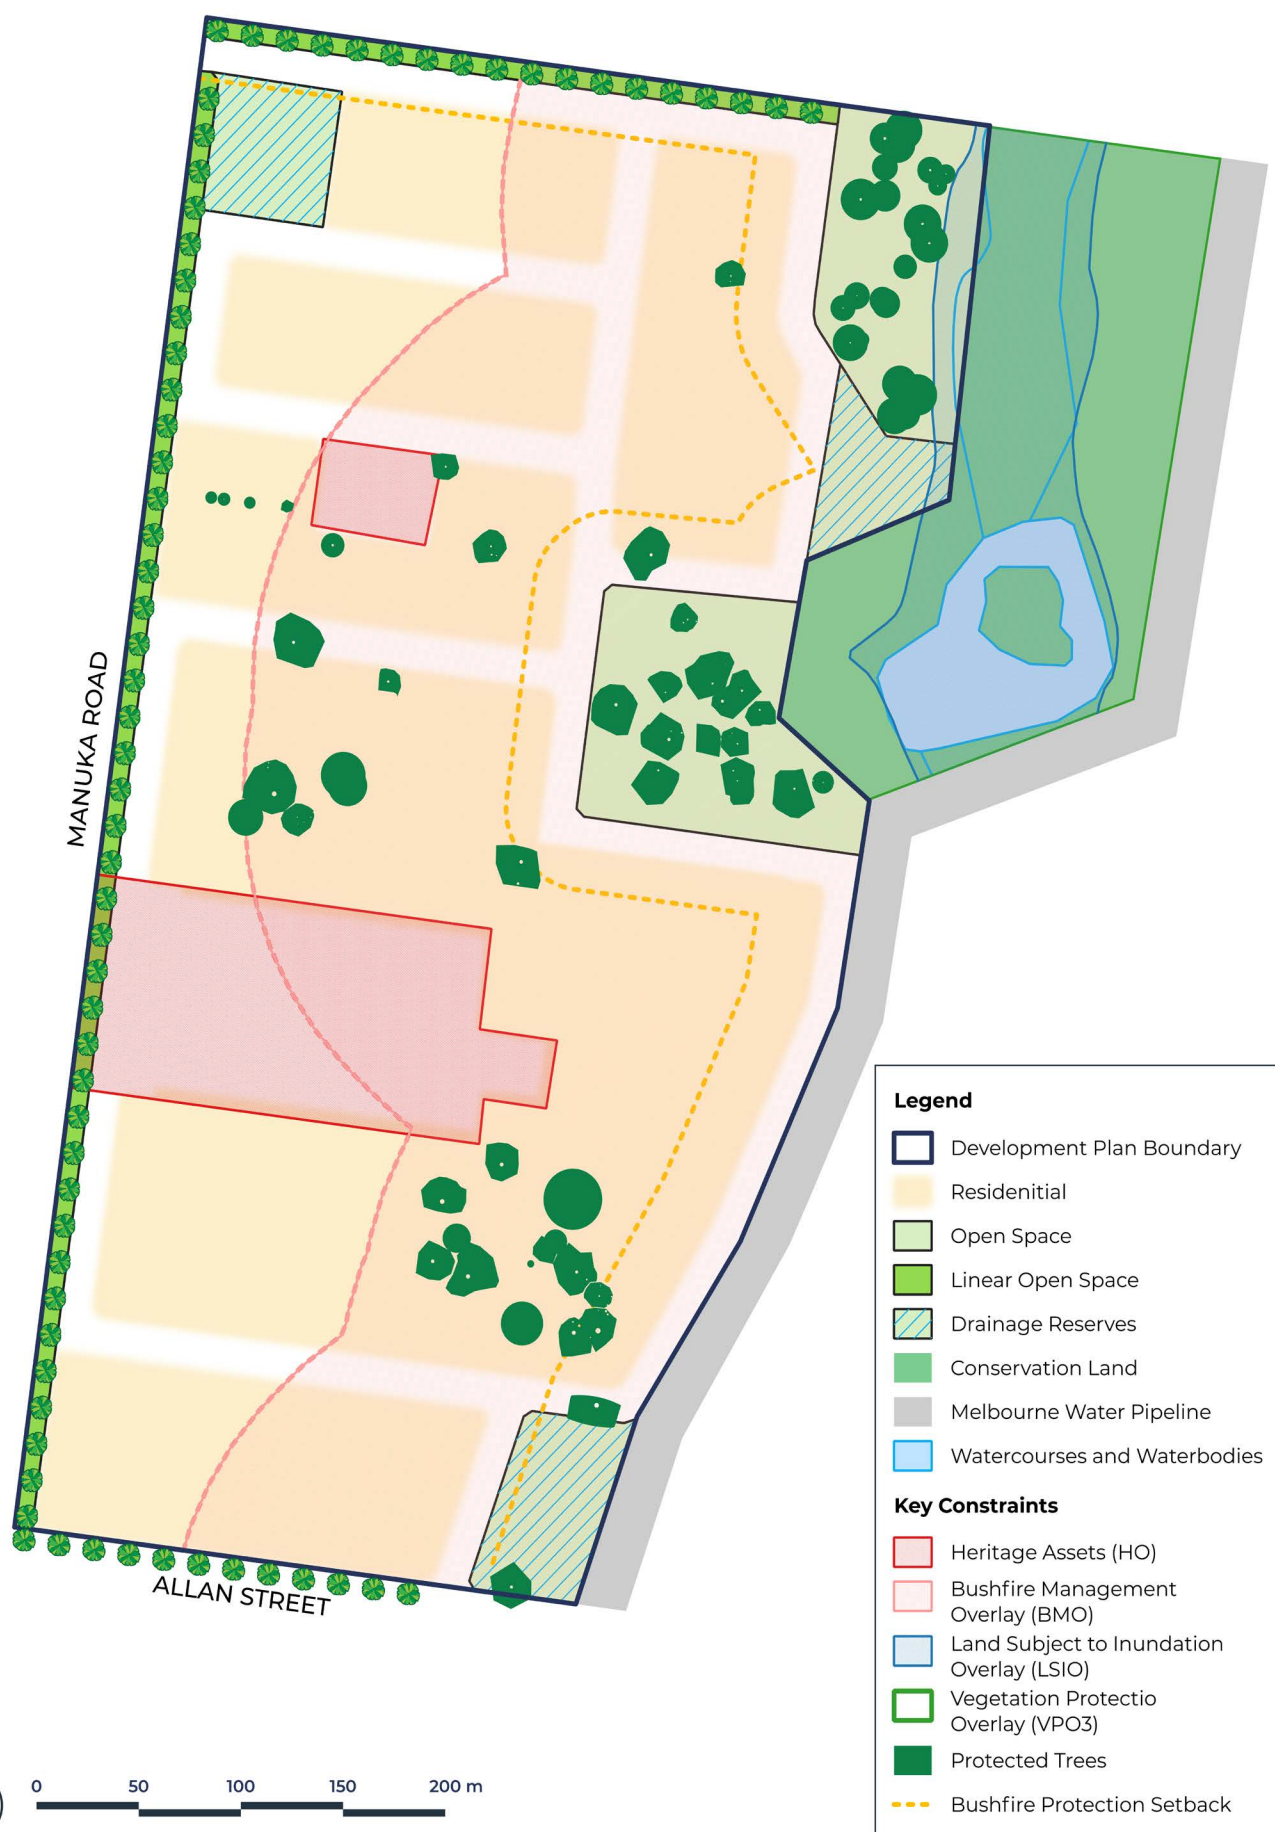 MANUKA ROAD
ALLAN STREET
Legend
Development Plan Boundary
Residenitial
Open Space
Linear Open Space
Drainage Reserves
Conservation Land
Melbourne Water Pipeline
Watercourses and Waterbodies
Key Constraints
Heritage Assets (HO)
Bushfire Management
Overlay (BMO)
Land Subject to Inundation
Overlay (LSIO)
Vegetation Protectio
Overlay (VPO3)
Protected Trees
Bushfire Protection Setback
0 50 100 150 200 m